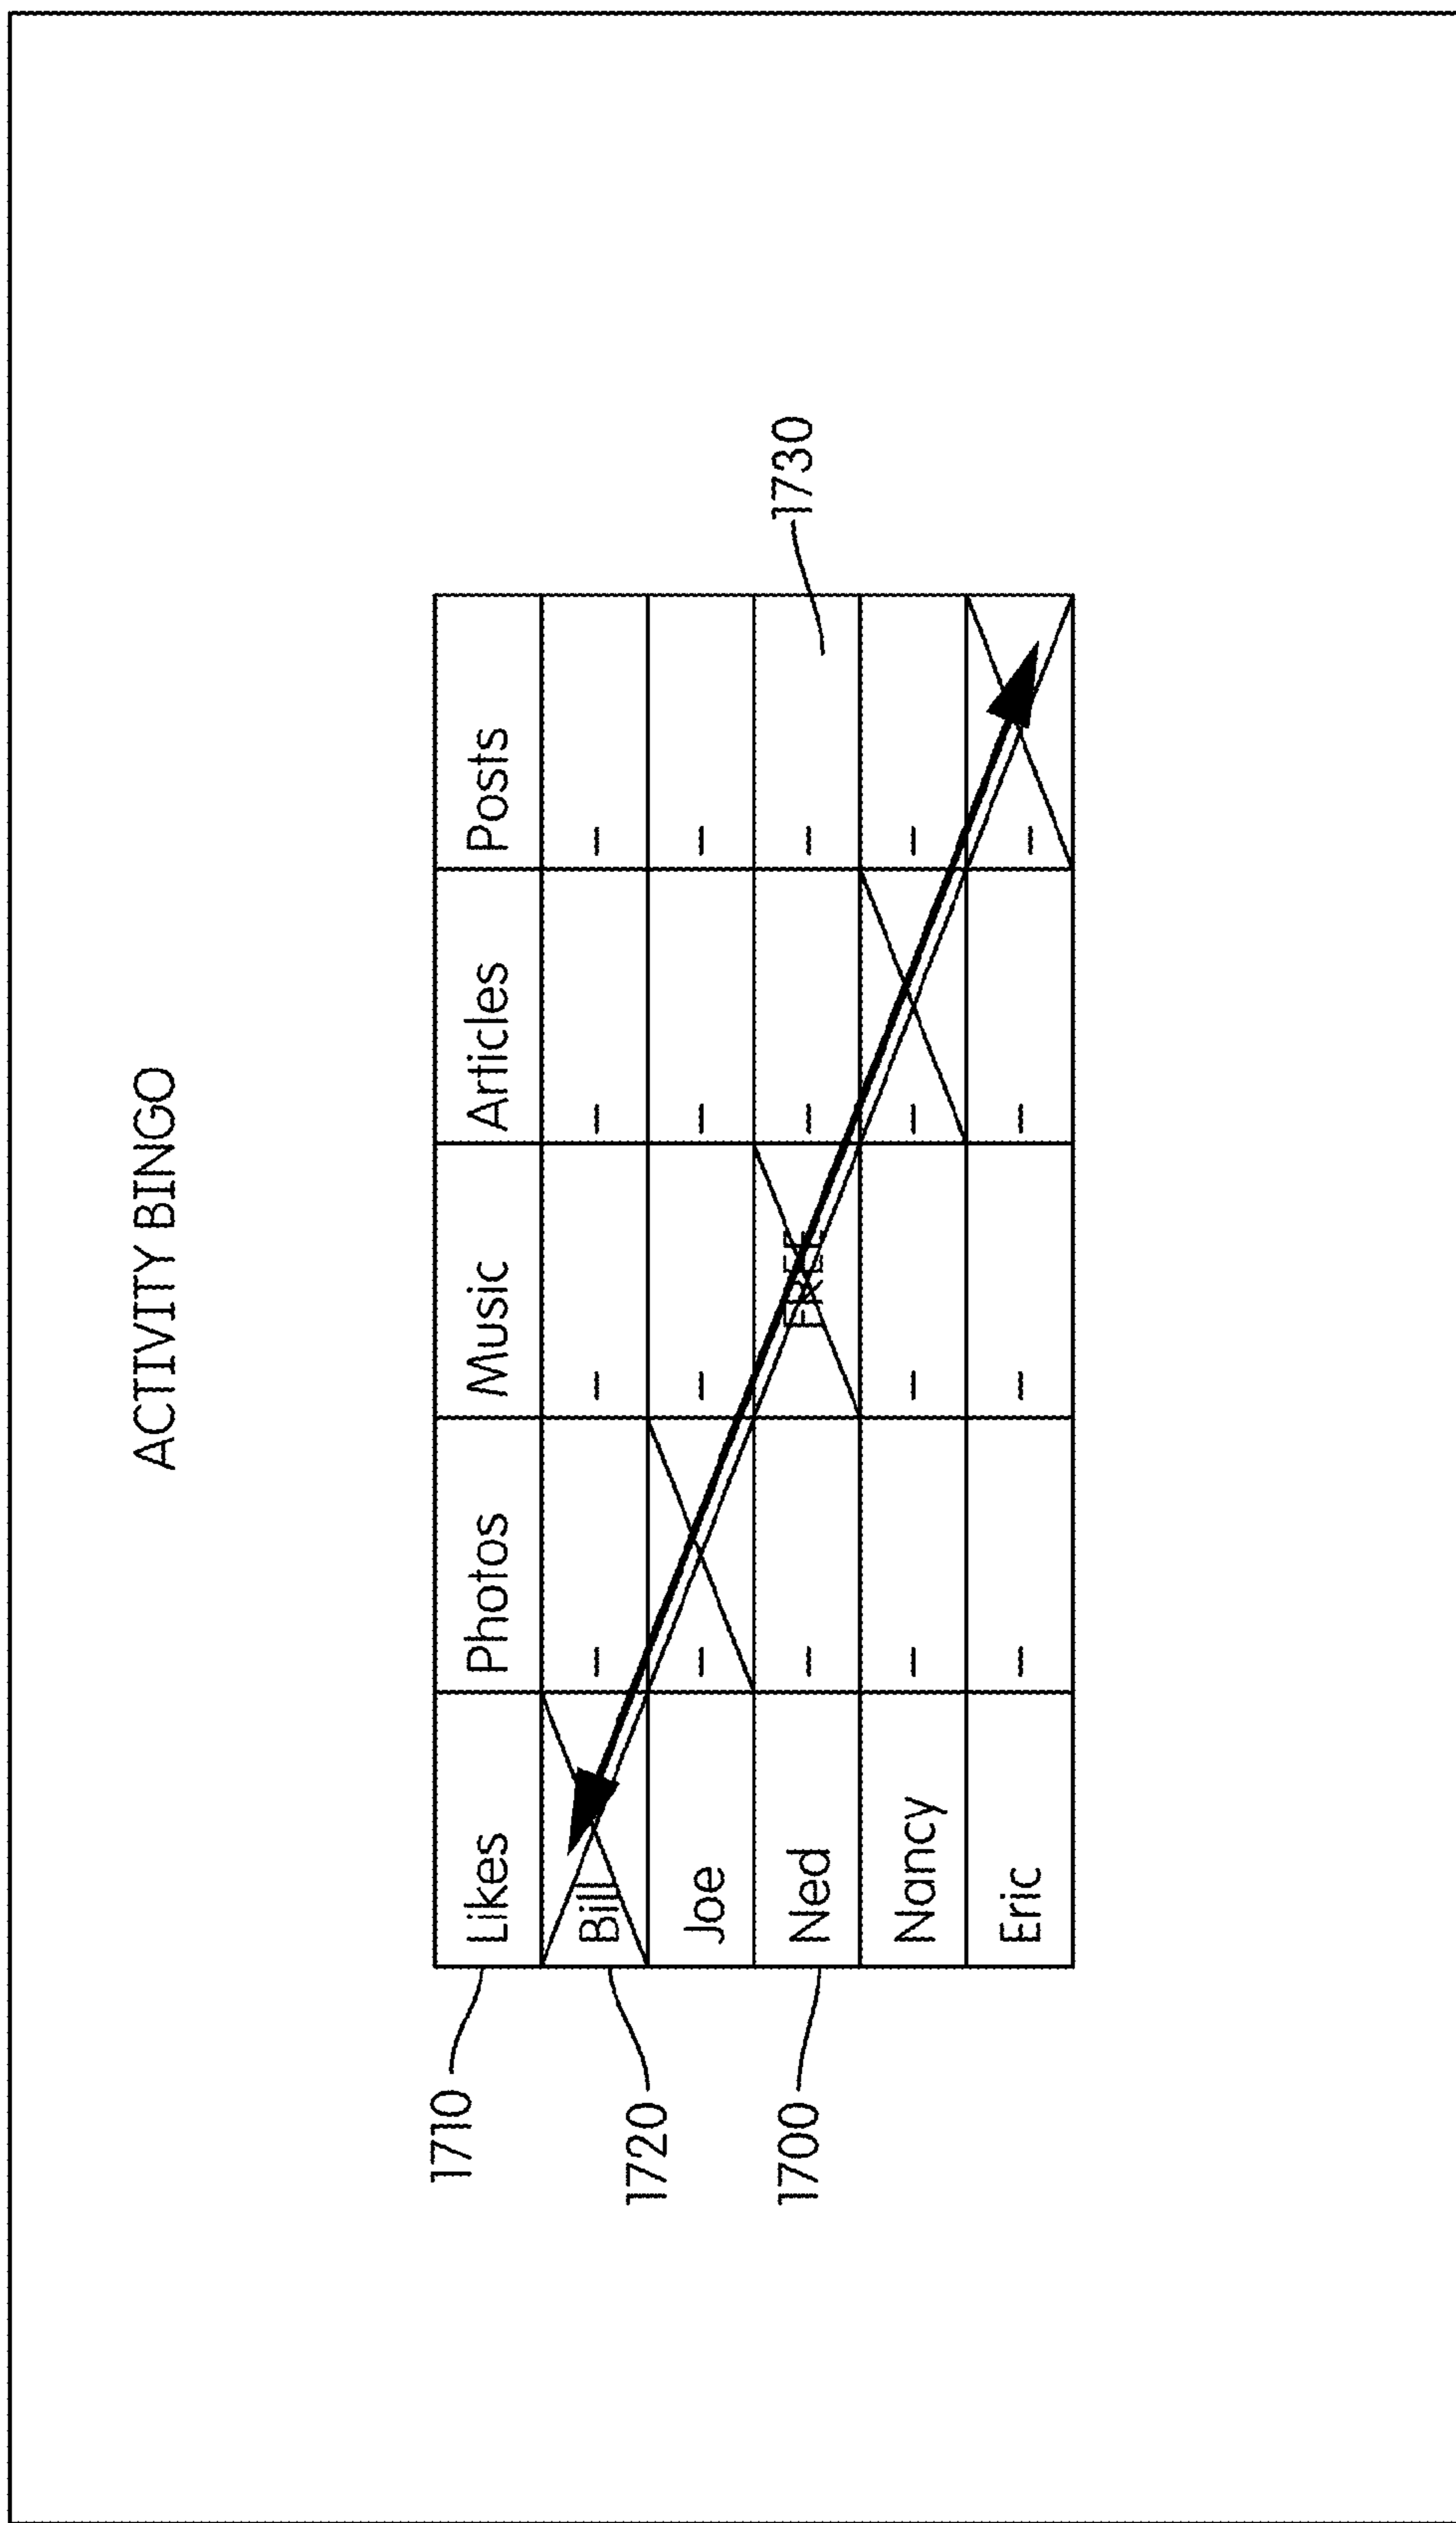 ACTIVITY BINGO
1710 Likes Photos Music Articles Posts
1720 Bill – – – –
Joe – – – –
1700 Ned – FREE – – 1730
Nancy – – – –
Eric – – – –